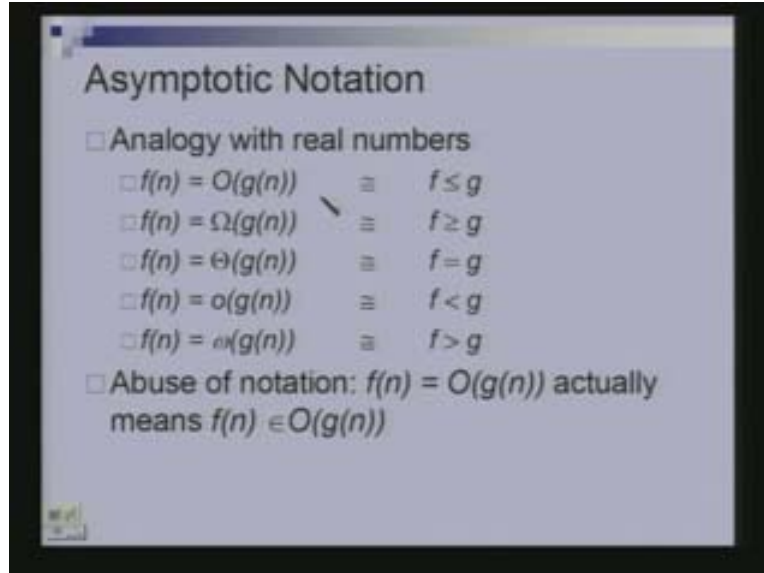 Asymptotic Notation
Analogy with real numbers
f(n) = O(g(n)) ≅ f ≤ g
f(n) = Ω(g(n)) ≅ f ≥ g
f(n) = Θ(g(n)) ≅ f = g
f(n) = o(g(n)) ≅ f < g
f(n) = ω(g(n)) ≅ f > g
Abuse of notation: f(n) = O(g(n)) actually
means f(n) ∈O(g(n))